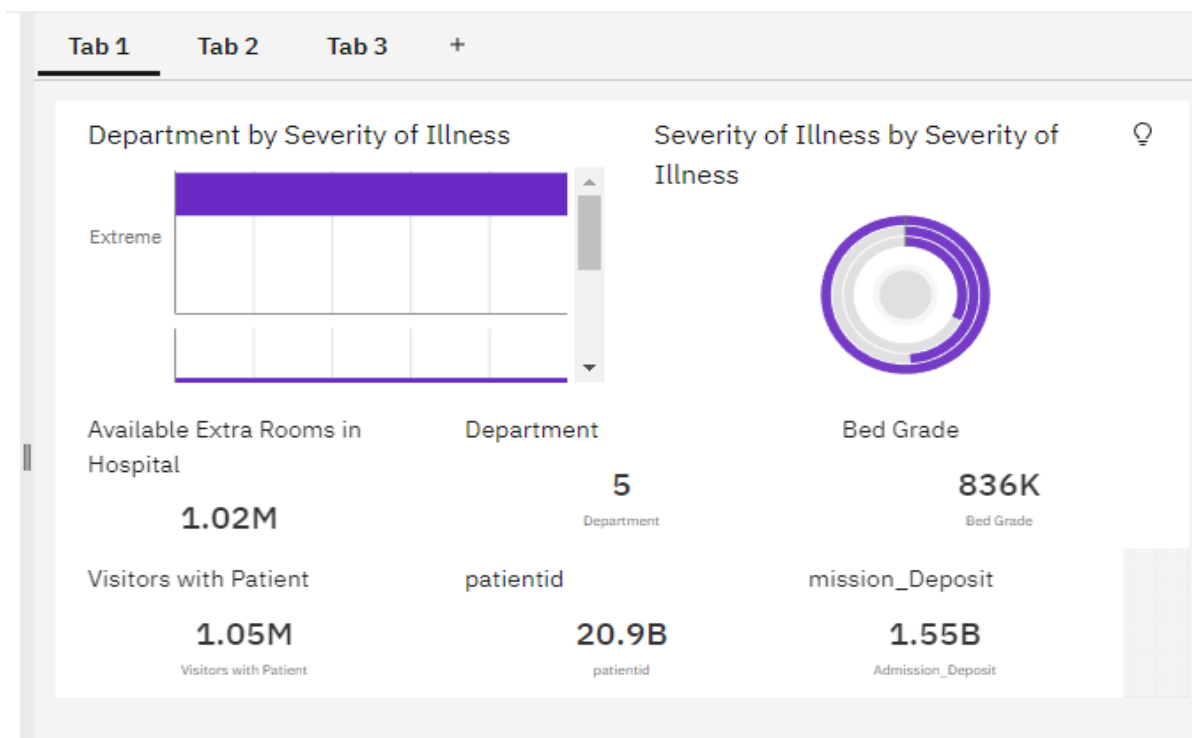 Tab 1 Tab 2 Tab 3 +
Department by Severity of Illness
Extreme
Severity of Illness by Severity of
Illness
Available Extra Rooms in
Hospital
1.02M
Department
5
Department
Bed Grade
836K
Bed Grade
Visitors with Patient
1.05M
Visitors with Patient
patientid
20.9B
patientid
mission_Deposit
1.55B
Admission_Deposit